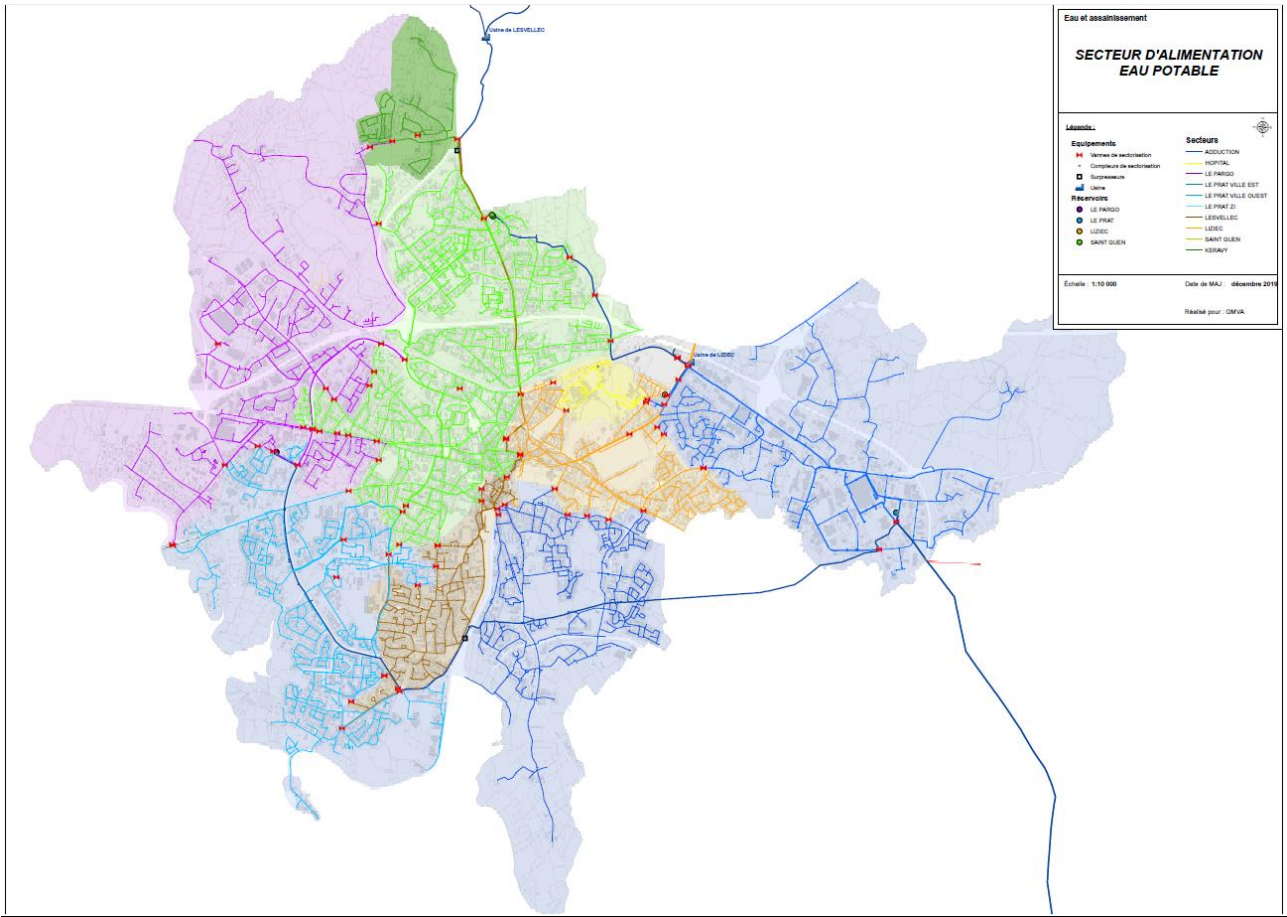 Usine de LESVELLEC
Usine de LIZIEC
Eau et assainissement
SECTEUR D'ALIMENTATION
EAU POTABLE
Légende :
Equipements
Vannes de sectorisation
Compteurs de sectorisation
Surpresseurs
Usine
Réservoirs
LE PARGO
LE PRAT
LIZIEC
SAINT GUEN
Secteurs
ADDUCTION
HOPITAL
LE PARGO
LE PRAT VILLE EST
LE PRAT VILLE OUEST
LE PRAT ZI
LESVELLEC
LIZIEC
SAINT GUEN
KERAVY
Échelle : 1:10 000
Date de MAJ : décembre 2019
Réalisé pour : GMVA